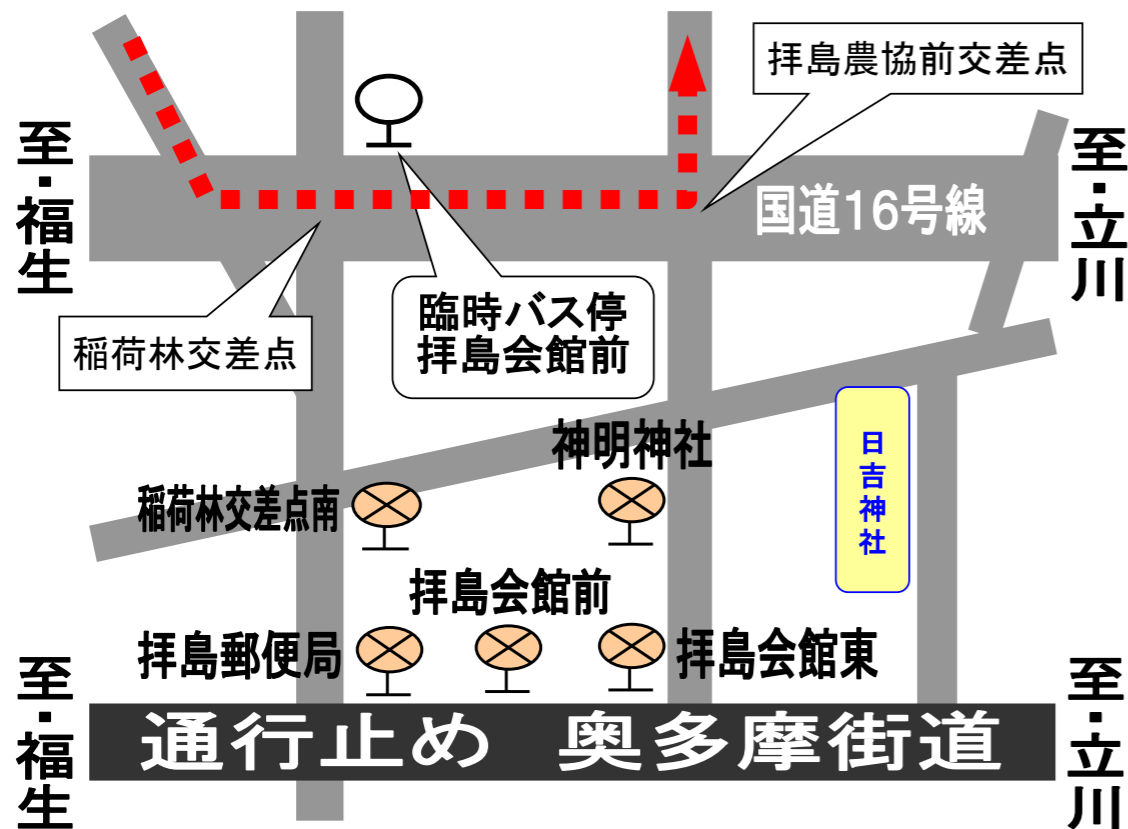 拝島農協前交差点
至・福生
至・立川
国道16号線
臨時バス停
拝島会館前
稲荷林交差点
神明神社
日吉神社
稲荷林交差点南
拝島会館前
拝島郵便局
拝島会館東
至・福生
通行止め 奥多摩街道
至・立川